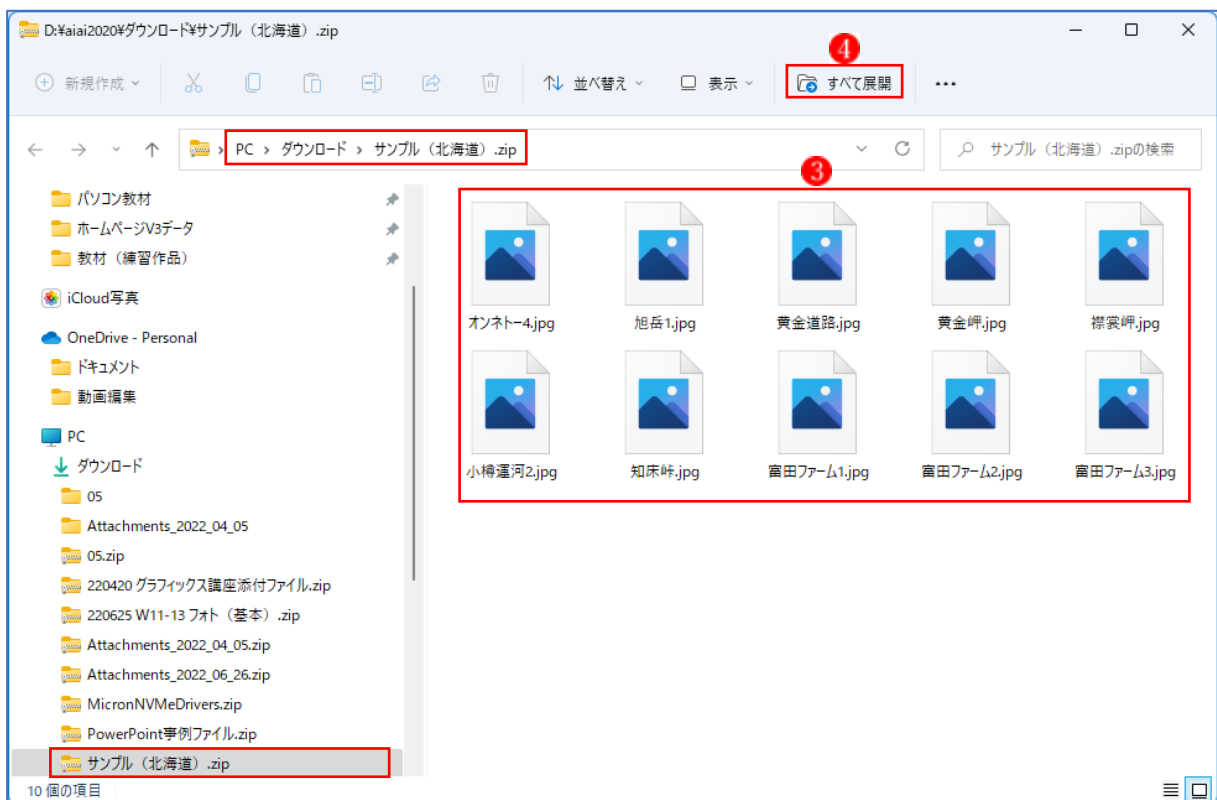 D:¥aiai2020¥ダウンロード¥サンプル（北海道）.zip
4
新規作成 並べ替え 表示 すべて展開 •••
PC > ダウンロード > サンプル（北海道）.zip サンプル（北海道）.zipの検索
3
パソコン教材
ホームページV3データ
教材（練習作品）
iCloud写真
OneDrive - Personal
ドキュメント
動画編集
PC
ダウンロード
05
Attachments_2022_04_05
05.zip
220420 グラフィックス講座添付ファイル.zip
220625 W11-13 フォト（基本）.zip
Attachments_2022_04_05.zip
Attachments_2022_06_26.zip
MicronNVMeDrivers.zip
PowerPoint事例ファイル.zip
サンプル（北海道）.zip
オンネトー4.jpg 旭岳1.jpg 黄金道路.jpg 黄金岬.jpg 襟裳岬.jpg
小樽運河2.jpg 知床峠.jpg 富田ファーム1.jpg 富田ファーム2.jpg 富田ファーム3.jpg
10 個の項目